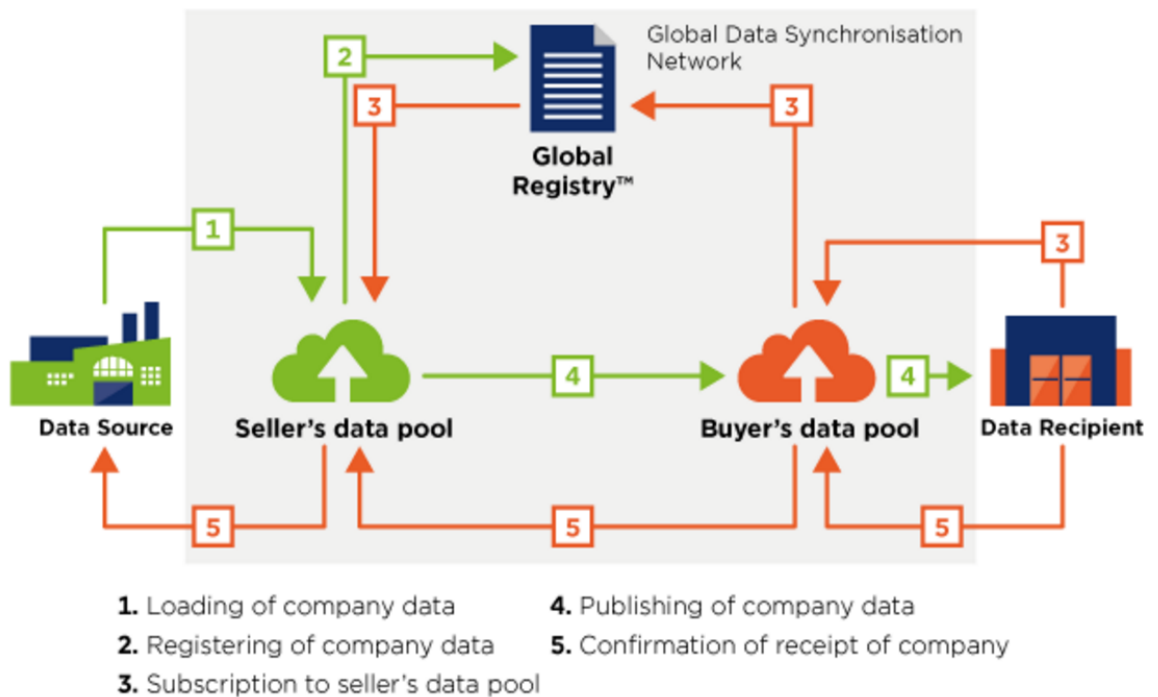 Global Data Synchronisation
Network
2
3
3
Global
Registry™
1
3
4
4
Data Source
Seller's data pool
Buyer's data pool
Data Recipient
5
5
5
1. Loading of company data
2. Registering of company data
3. Subscription to seller's data pool
4. Publishing of company data
5. Confirmation of receipt of company